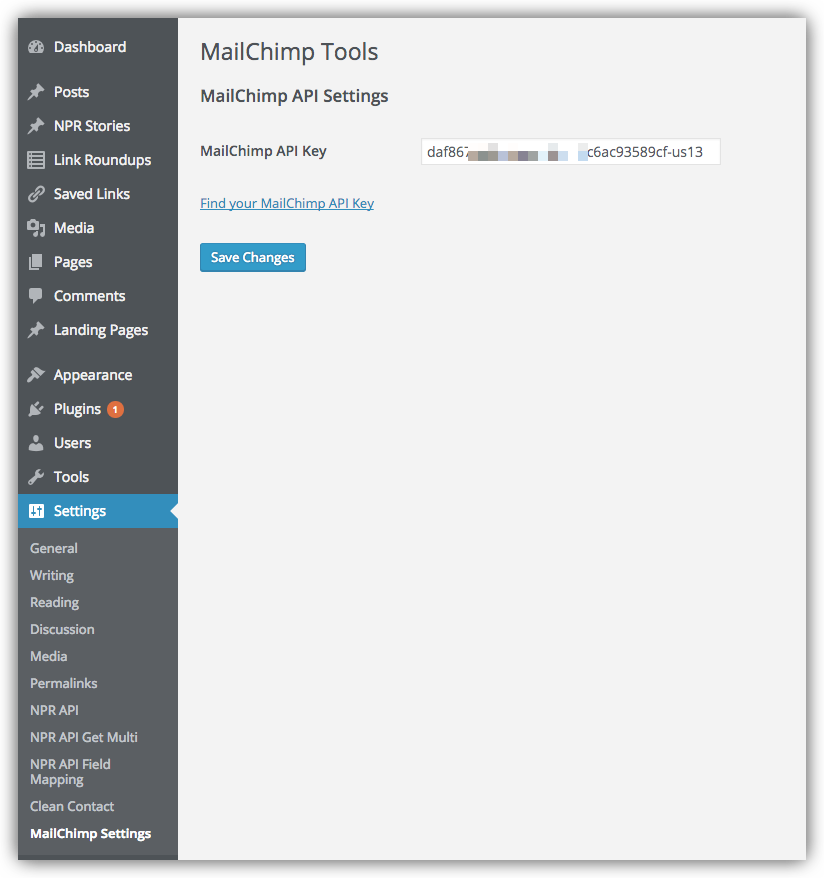 Dashboard
Posts
NPR Stories
Link Roundups
Saved Links
Media
Pages
Comments
Landing Pages
Appearance
Plugins 1
Users
Tools
Settings
General
Writing
Reading
Discussion
Media
Permalinks
NPR API
NPR API Get Multi
NPR API Field
Mapping
Clean Contact
MailChimp Settings
MailChimp Tools
MailChimp API Settings
MailChimp API Key
daf867 c6ac93589cf-us13
Find your MailChimp API Key
Save Changes